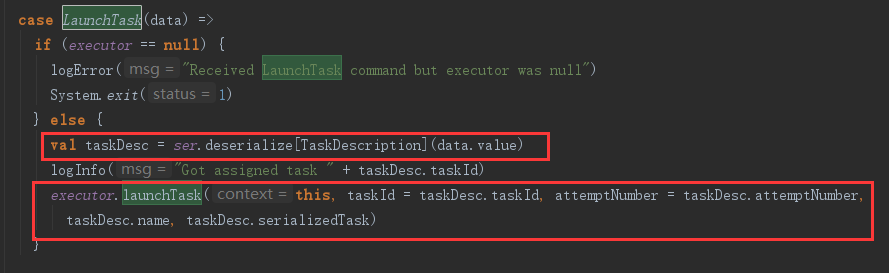 case LaunchTask(data) =>
if (executor == null) {
logError( msg = "Received LaunchTask command but executor was null")
System.exit( status = 1)
} else {
val taskDesc = ser.deserialize[TaskDescription](data.value)
logInfo( msg = "Got assigned task " + taskDesc.taskId)
executor.launchTask( context = this, taskId = taskDesc.taskId, attemptNumber = taskDesc.attemptNumber,
taskDesc.name, taskDesc.serializedTask)
}